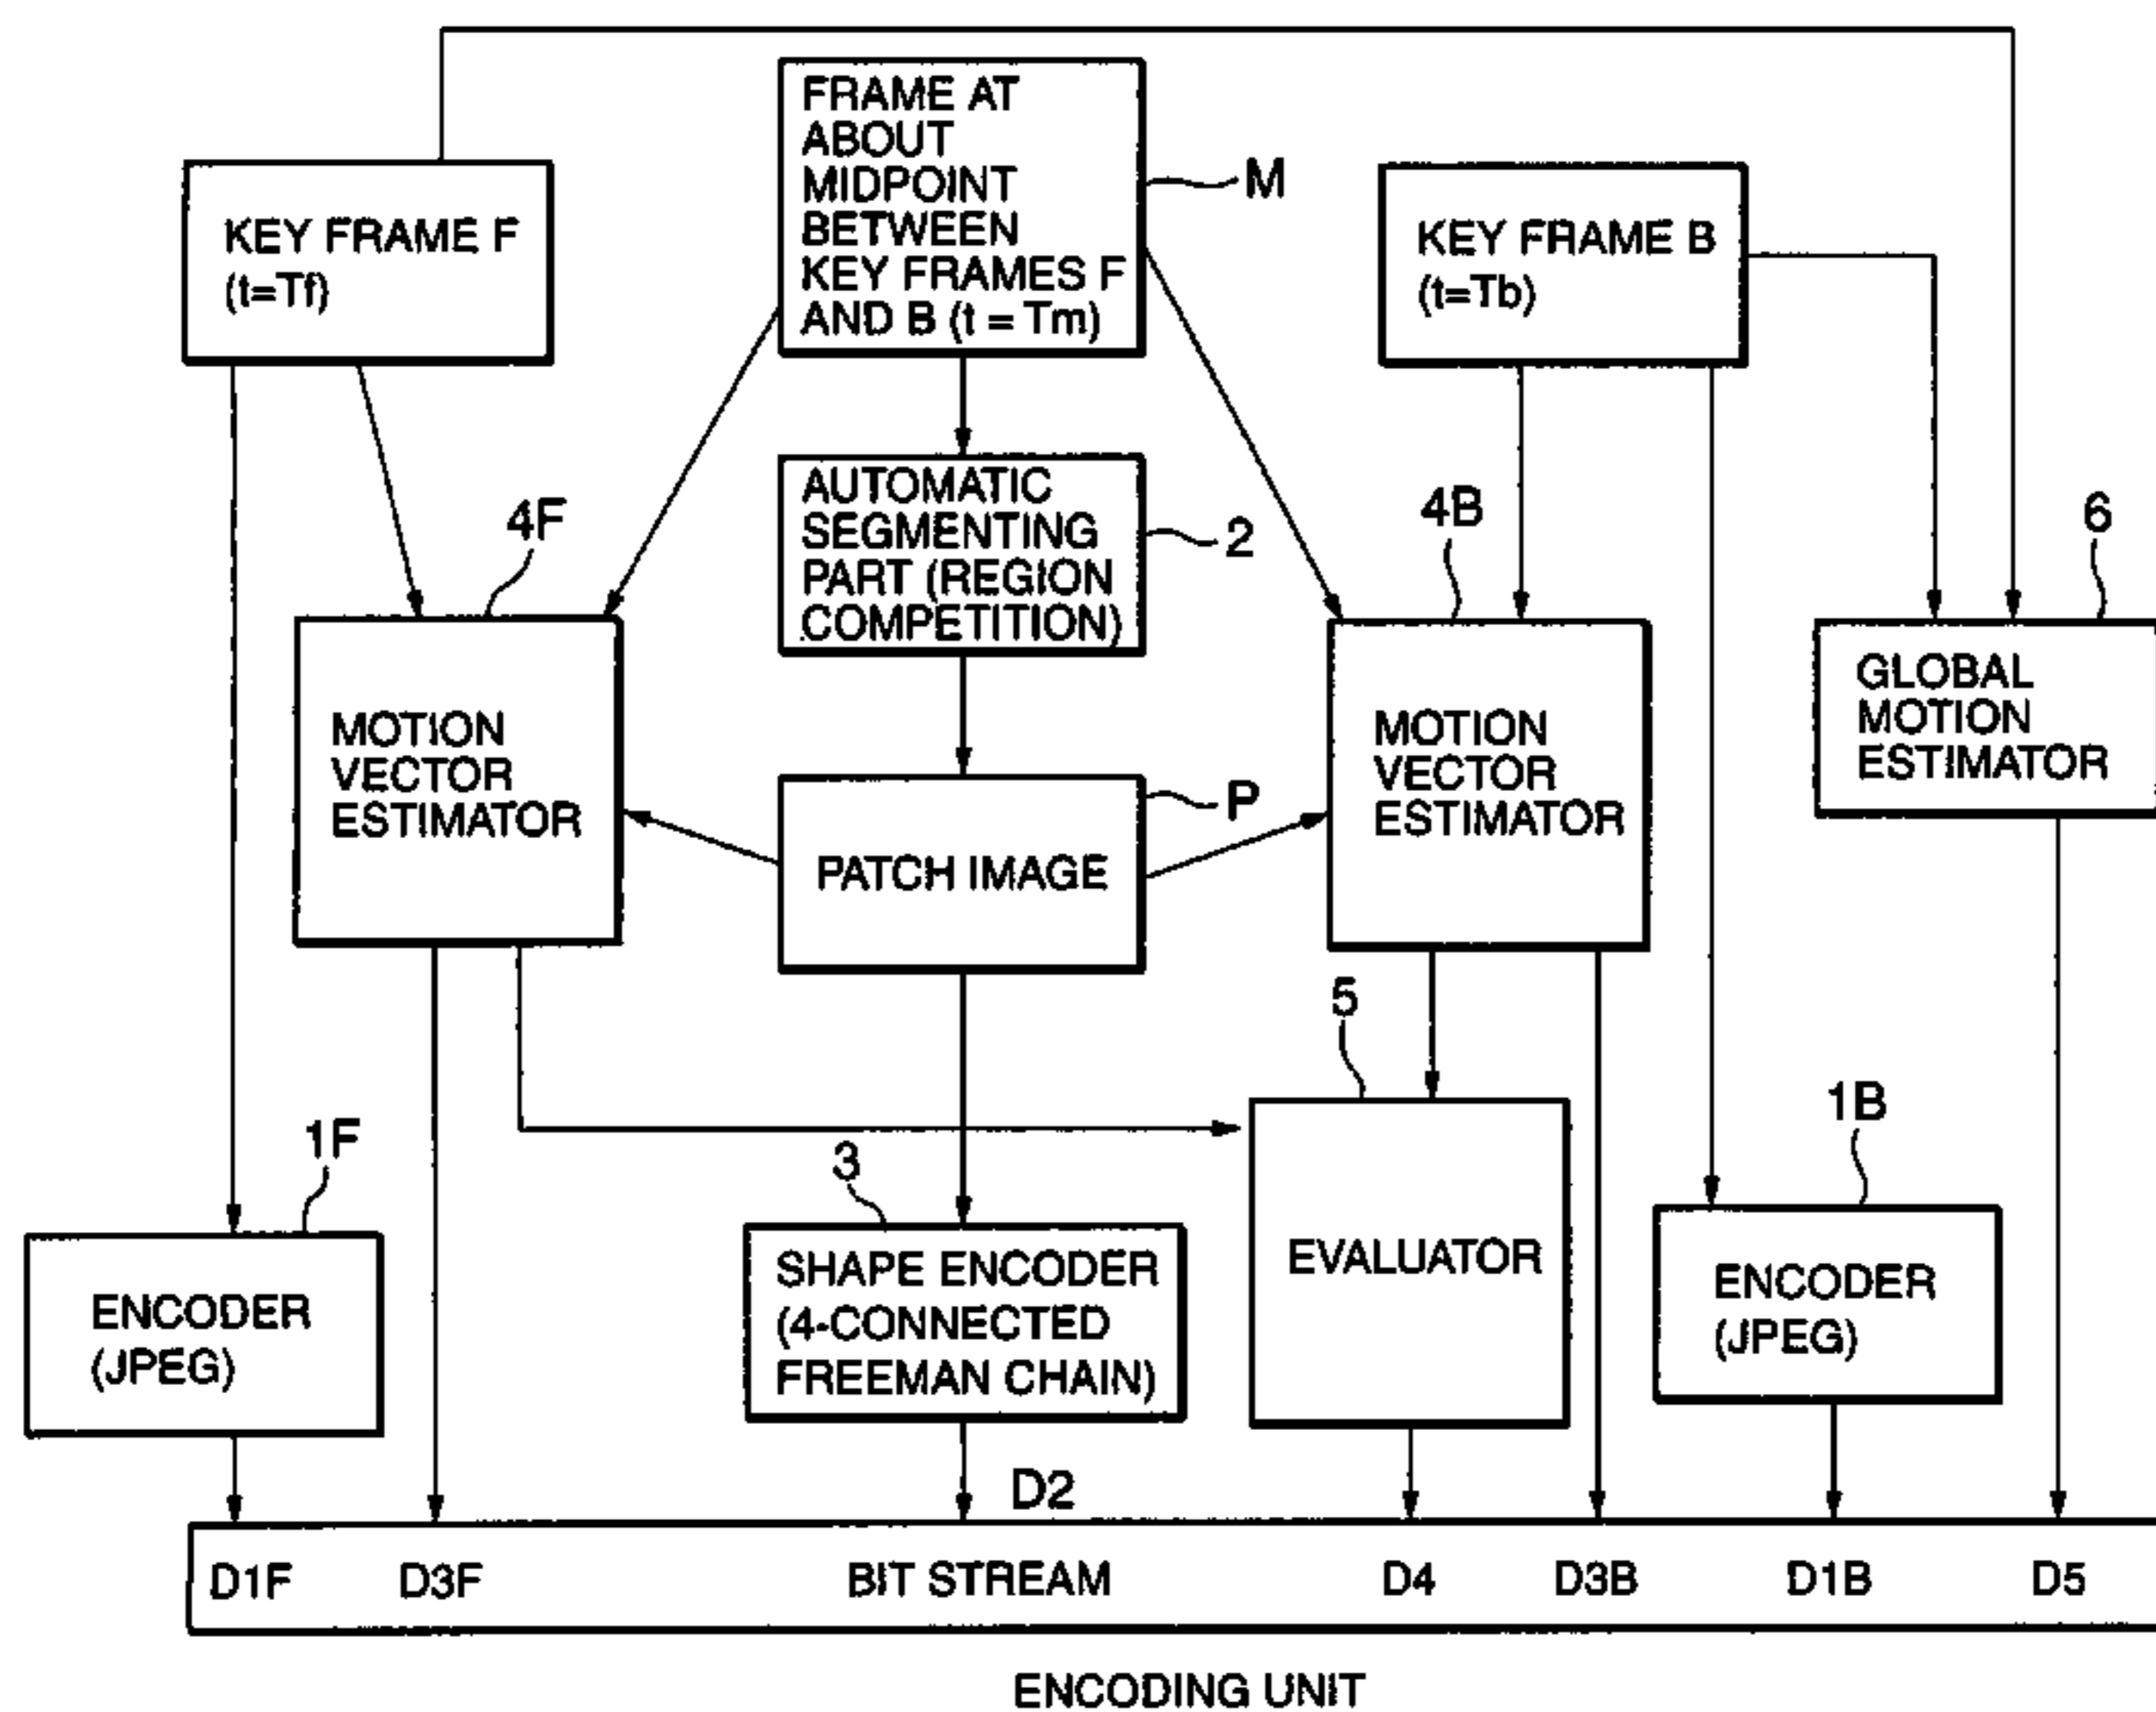 FRAME AT
ABOUT
MIDPOINT
BETWEEN
KEY FRAMES F
AND B (t = Tm)
M
KEY FRAME F
(t=Tf)
KEY FRAME B
(t=Tb)
AUTOMATIC
SEGMENTING
PART (REGION
COMPETITION)
2
4F
4B
6
MOTION
VECTOR
ESTIMATOR
PATCH IMAGE
P
MOTION
VECTOR
ESTIMATOR
GLOBAL
MOTION
ESTIMATOR
5
1F
3
1B
ENCODER
(JPEG)
SHAPE ENCODER
(4-CONNECTED
FREEMAN CHAIN)
EVALUATOR
ENCODER
(JPEG)
D2
D1F D3F BIT STREAM D4 D3B D1B D5
ENCODING UNIT